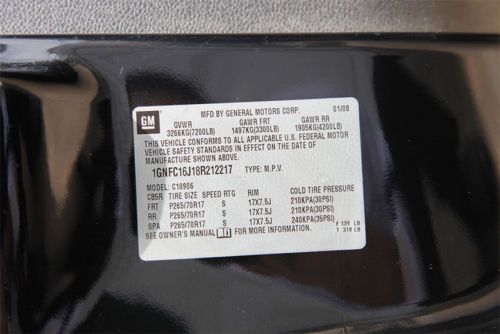 GM
MFD BY GENERAL MOTORS CORP. 01/08
GVWR GAWR FRT GAWR RR
3266KG(7200LB) 1497KG(3300LB) 1905KG(4200LB)
THIS VEHICLE CONFORMS TO ALL APPLICABLE U.S. FEDERAL MOTOR
VEHICLE SAFETY STANDARDS IN EFFECT ON THE DATE OF
MANUFACTURE SHOWN ABOVE.
1GNFC16J18R212217 TYPE: M.P.V.
MODEL: C10906
CB5R TIRE SIZE SPEED RTG RIM COLD TIRE PRESSURE
FRT P265/70R17 S 17X7.5J 210KPA(30PSI)
RR P265/70R17 S 17X7.5J 210KPA(30PSI)
SPA P265/70R17 S 17X7.5J 240KPA(35PSI)
SEE OWNER'S MANUAL FOR MORE INFORMATION.
F 139 LB
T 318 LB